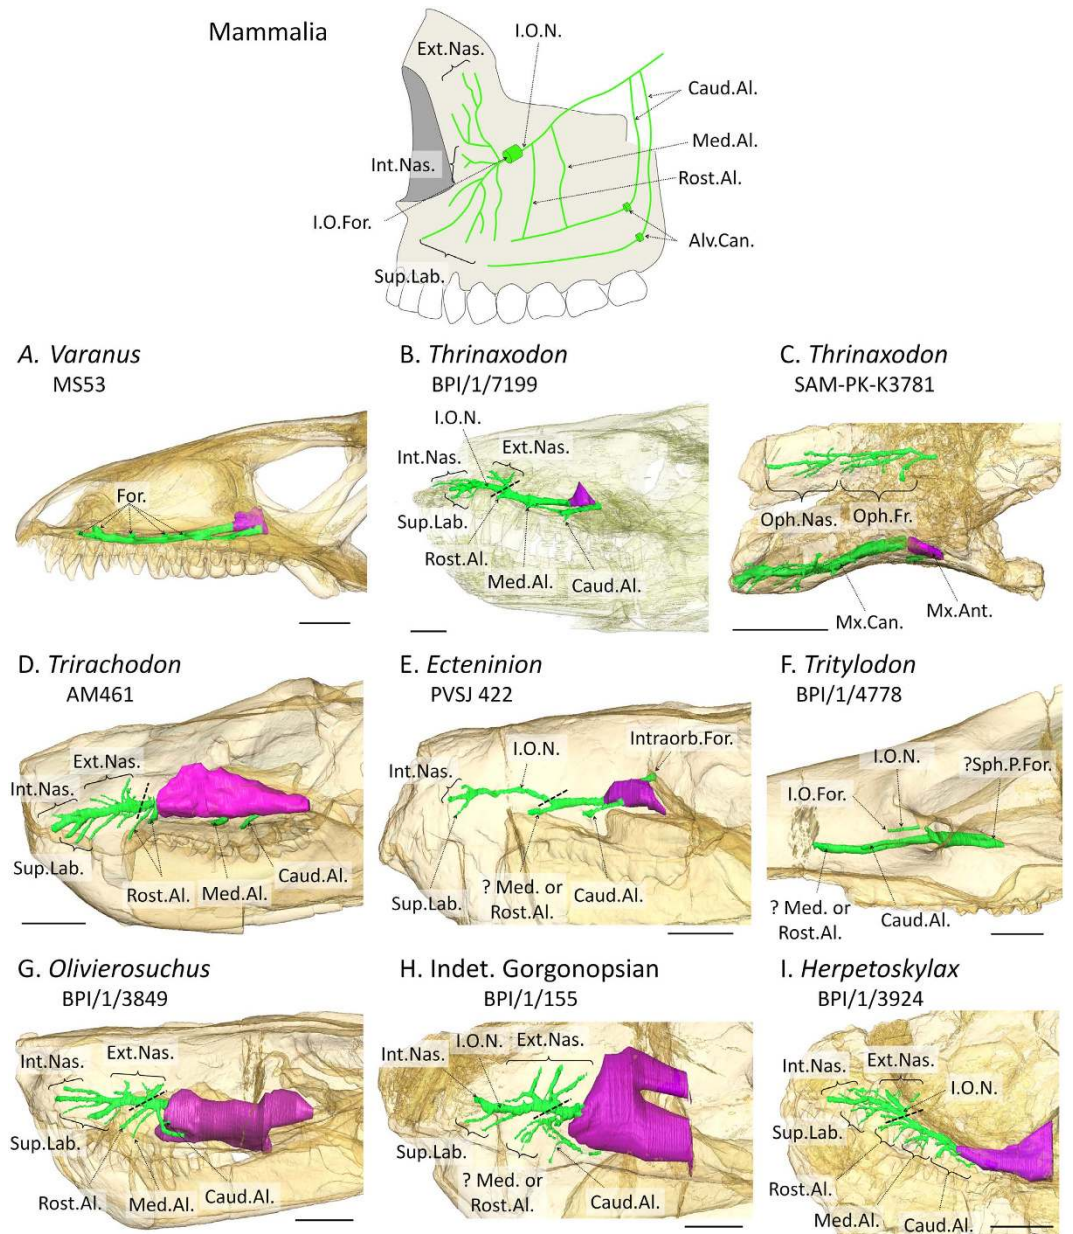 Mammalia
I.O.N.
Ext.Nas.
Caud.Al.
Med.Al.
Int.Nas.
Rost.Al.
I.O.For.
Alv.Can.
Sup.Lab.
A. Varanus
MS53
For.
B. Thrinaxodon
BPI/1/7199
I.O.N.
Ext.Nas.
Int.Nas.
Sup.Lab.
Rost.Al.
Med.Al.
Caud.Al.
C. Thrinaxodon
SAM-PK-K3781
Oph.Nas.
Oph.Fr.
Mx.Can.
Mx.Ant.
D. Trirachodon
AM461
Ext.Nas.
Int.Nas.
Sup.Lab.
Rost.Al.
Med.Al.
Caud.Al.
E. Ecteninion
PVSJ 422
I.O.N.
Intraorb.For.
Int.Nas.
Sup.Lab.
? Med. or
Rost.Al.
Caud.Al.
F. Tritylodon
BPI/1/4778
I.O.N.
?Sph.P.For.
I.O.For.
? Med. or
Rost.Al.
Caud.Al.
G. Olivierosuchus
BPI/1/3849
Ext.Nas.
Int.Nas.
Sup.Lab.
Rost.Al.
Med.Al.
Caud.Al.
H. Indet. Gorgonopsian
BPI/1/155
I.O.N.
Ext.Nas.
Int.Nas.
Sup.Lab.
? Med. or
Rost.Al.
Caud.Al.
I. Herpetoskylax
BPI/1/3924
Int.Nas.
Ext.Nas.
I.O.N.
Sup.Lab.
Rost.Al.
Med.Al.
Caud.Al.